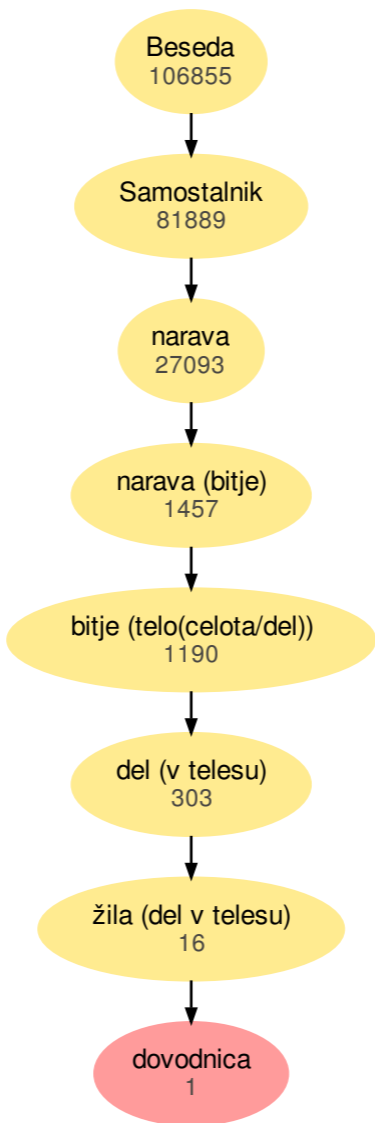 Beseda
106855
Samostalnik
81889
narava
27093
narava (bitje)
1457
bitje (telo(celota/del))
1190
del (v telesu)
303
žila (del v telesu)
16
dovodnica
1